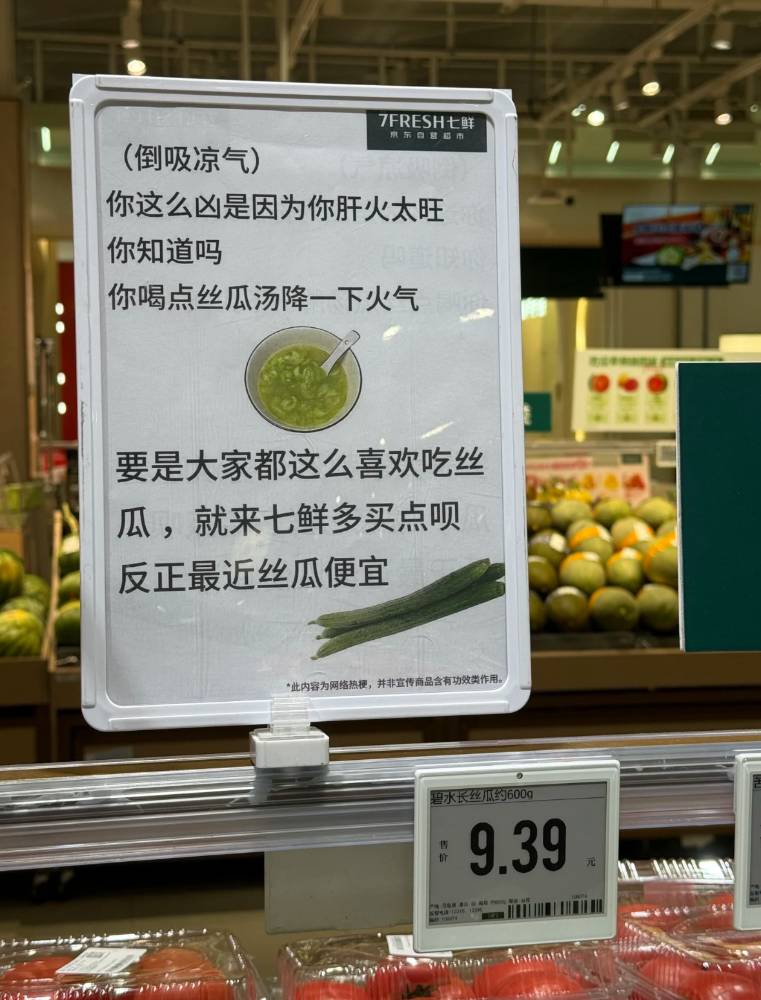 7FRESH七鲜
京东自营超市
（倒吸凉气）
你这么凶是因为你肝火太旺
你知道吗
你喝点丝瓜汤降一下火气
要是大家都这么喜欢吃丝
瓜，就来七鲜多买点呗
反正最近丝瓜便宜
*此内容为网络热梗，并非宣传商品含有功效类作用。
碧水长丝瓜约600g
售价
9.39
元